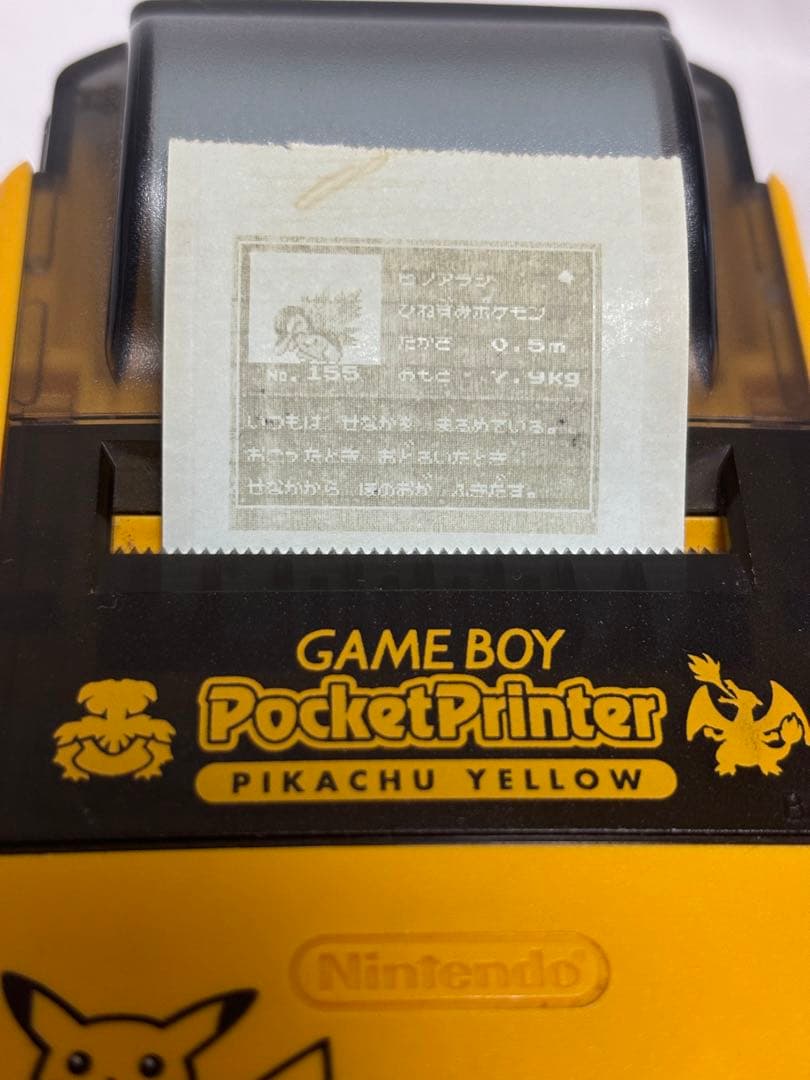 ヒノアラシ
ひねずみポケモン
たかさ 0.5m
おもさ 7.9kg
No.155
いつもは せなかを まるめている。
おこったとき おどろいたとき
せなかから ほのおが ふきだす。
GAME BOY
PocketPrinter
PIKACHU YELLOW
Nintendo